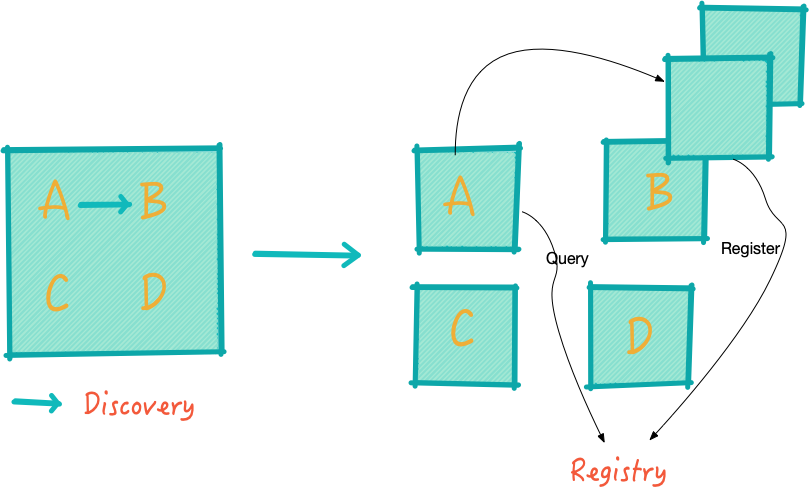 A B
C D
Discovery
A
B
Query
Register
C
D
Registry